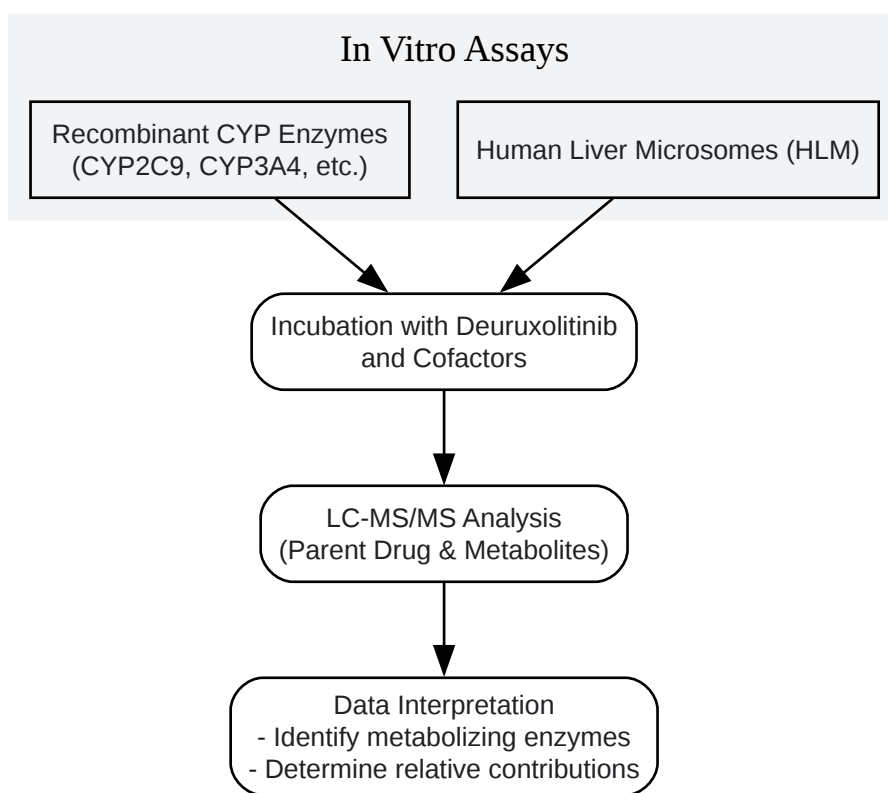 In Vitro Assays
Recombinant CYP Enzymes
(CYP2C9, CYP3A4, etc.)
Human Liver Microsomes (HLM)
Incubation with Deuruxolitinib
and Cofactors
LC-MS/MS Analysis
(Parent Drug & Metabolites)
Data Interpretation
- Identify metabolizing enzymes
- Determine relative contributions